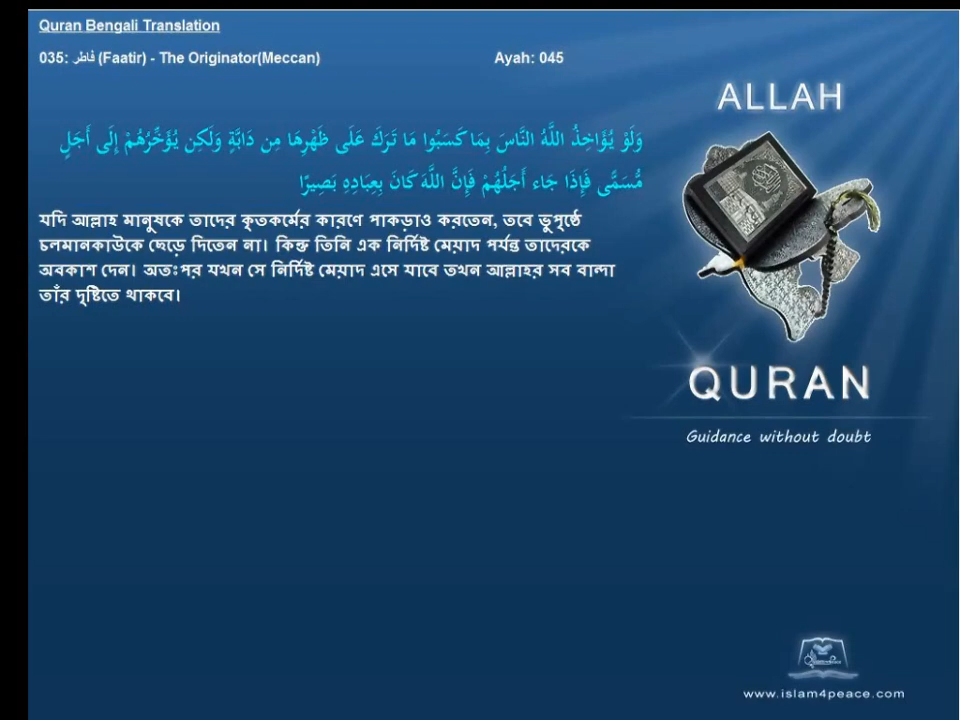 Quran Bengali Translation
035: فاطر (Faatir) - The Originator(Meccan) Ayah: 045
وَلَوْ يُؤَاخِذُ اللَّهُ النَّاسَ بِمَا كَسَبُوا مَا تَرَكَ عَلَى ظَهْرِهَا مِن دَابَّةٍ وَلَكِن يُؤَخِّرُهُمْ إِلَى أَجَلٍ
مُّسَمًّى فَإِذَا جَاء أَجَلُهُمْ فَإِنَّ اللَّهَ كَانَ بِعِبَادِهِ بَصِيرًا
যদি আল্লাহ মানুষকে তাদের কৃতকর্মের কারণে পাকড়াও করতেন, তবে ভুপৃষ্ঠে
চলমানকাউকে ছেড়ে দিতেন না। কিন্তু তিনি এক নির্দিষ্ট মেয়াদ পর্যন্ত তাদেরকে
অবকাশ দেন। অতঃপর যখন সে নির্দিষ্ট মেয়াদ এসে যাবে তখন আল্লাহর সব বান্দা
তাঁর দৃষ্টিতে থাকবে।
ALLAH
QURAN
Guidance without doubt
www.islam4peace.com